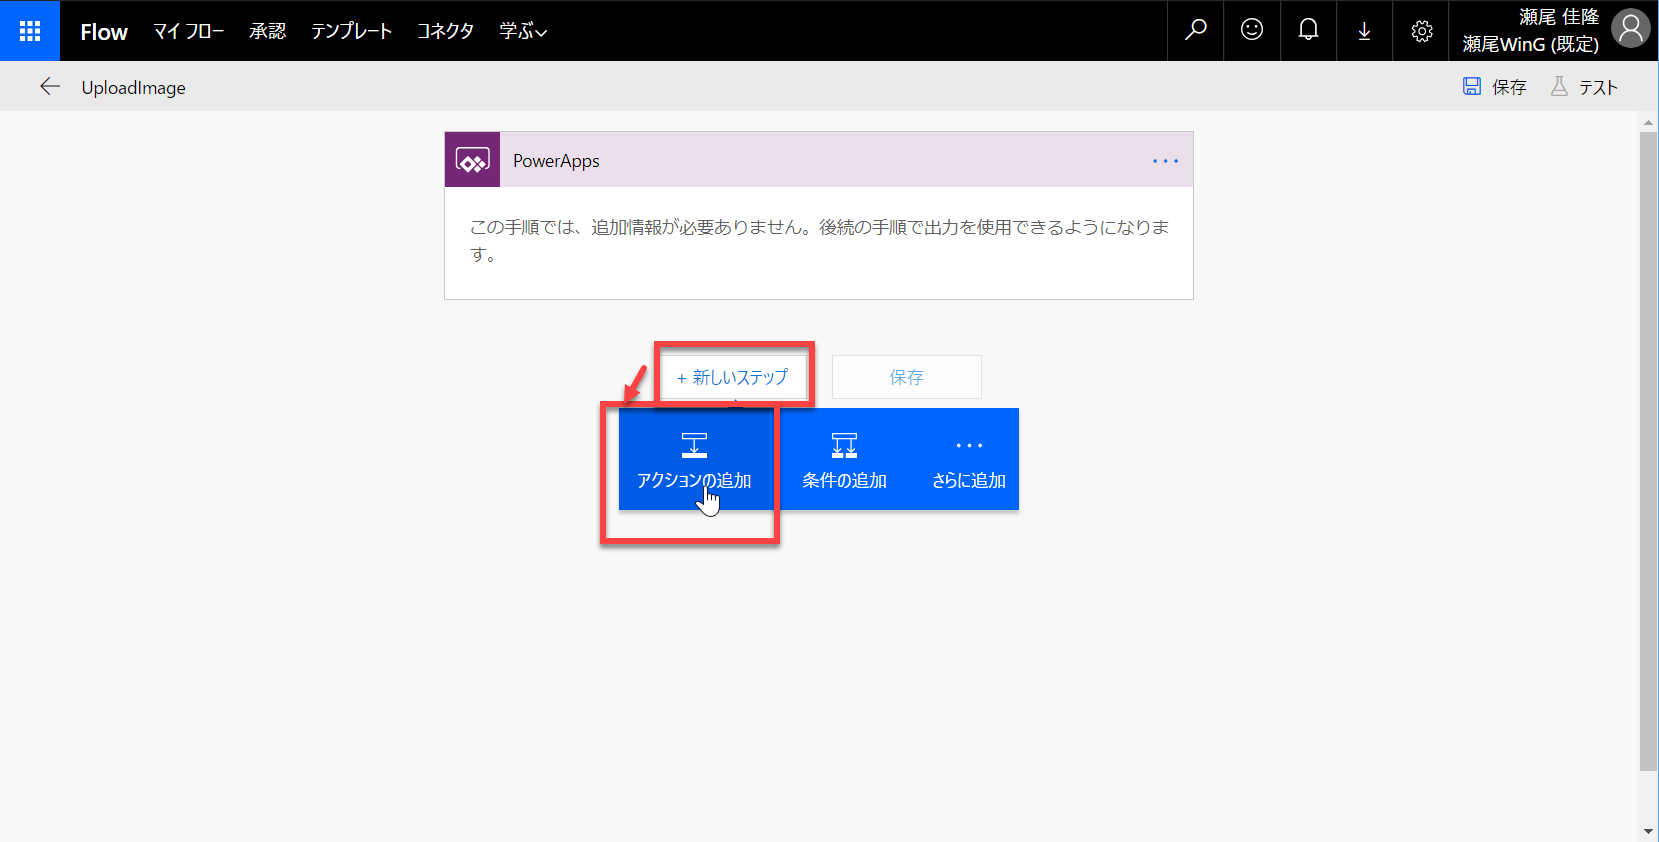 Flow マイ フロー 承認 テンプレート コネクタ 学ぶ
瀬尾 佳隆
瀬尾WinG (既定)
UploadImage
保存 テスト
PowerApps
この手順では、追加情報が必要ありません。後続の手順で出力を使用できるようになりま
す。
+ 新しいステップ 保存
アクションの追加 条件の追加 さらに追加